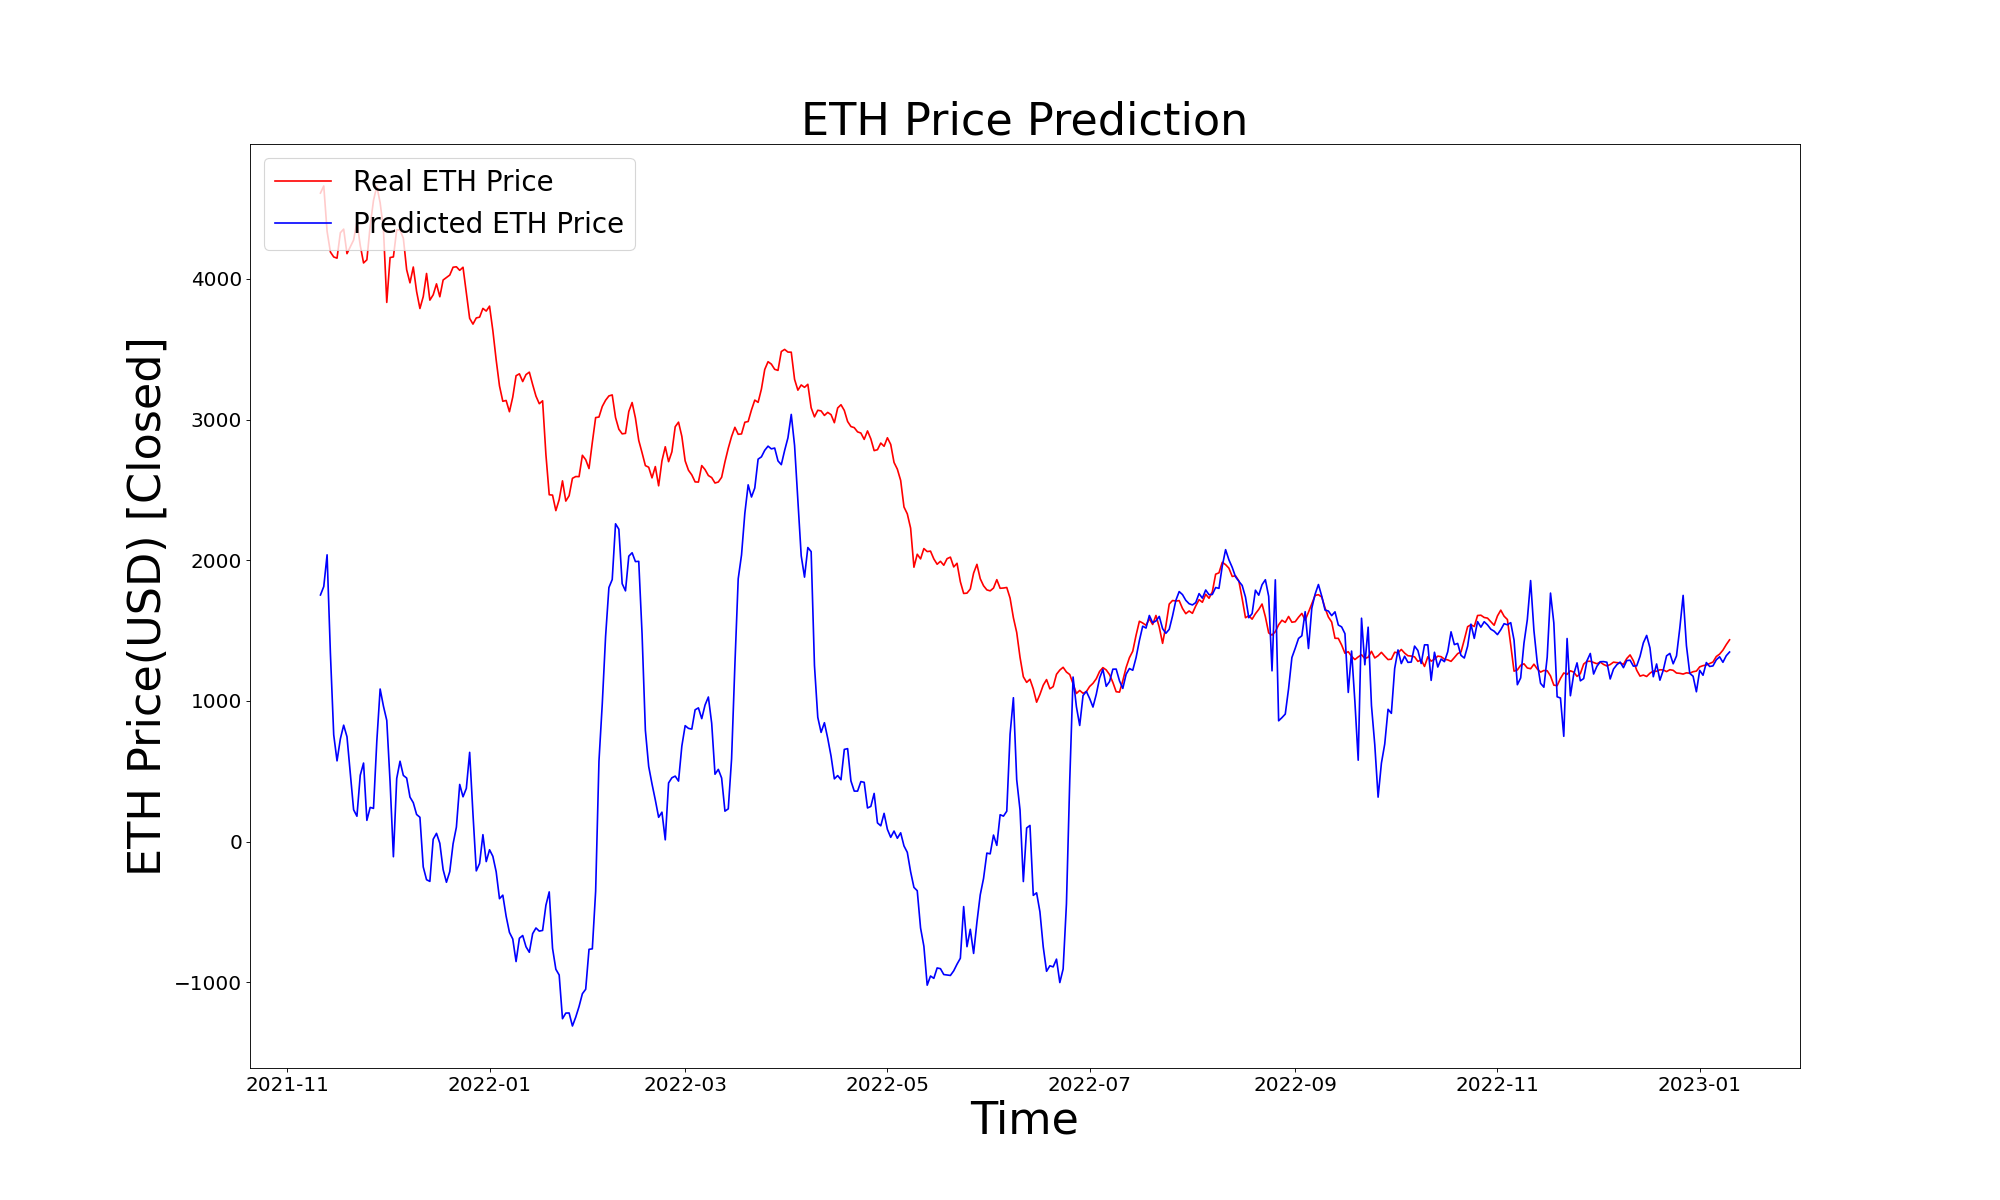 ETH Price Prediction
Real ETH Price
Predicted ETH Price
ETH Price(USD) [Closed]
4000
3000
2000
1000
0
−1000
2021-11
2022-01
2022-03
2022-05
2022-07
2022-09
2022-11
2023-01
Time